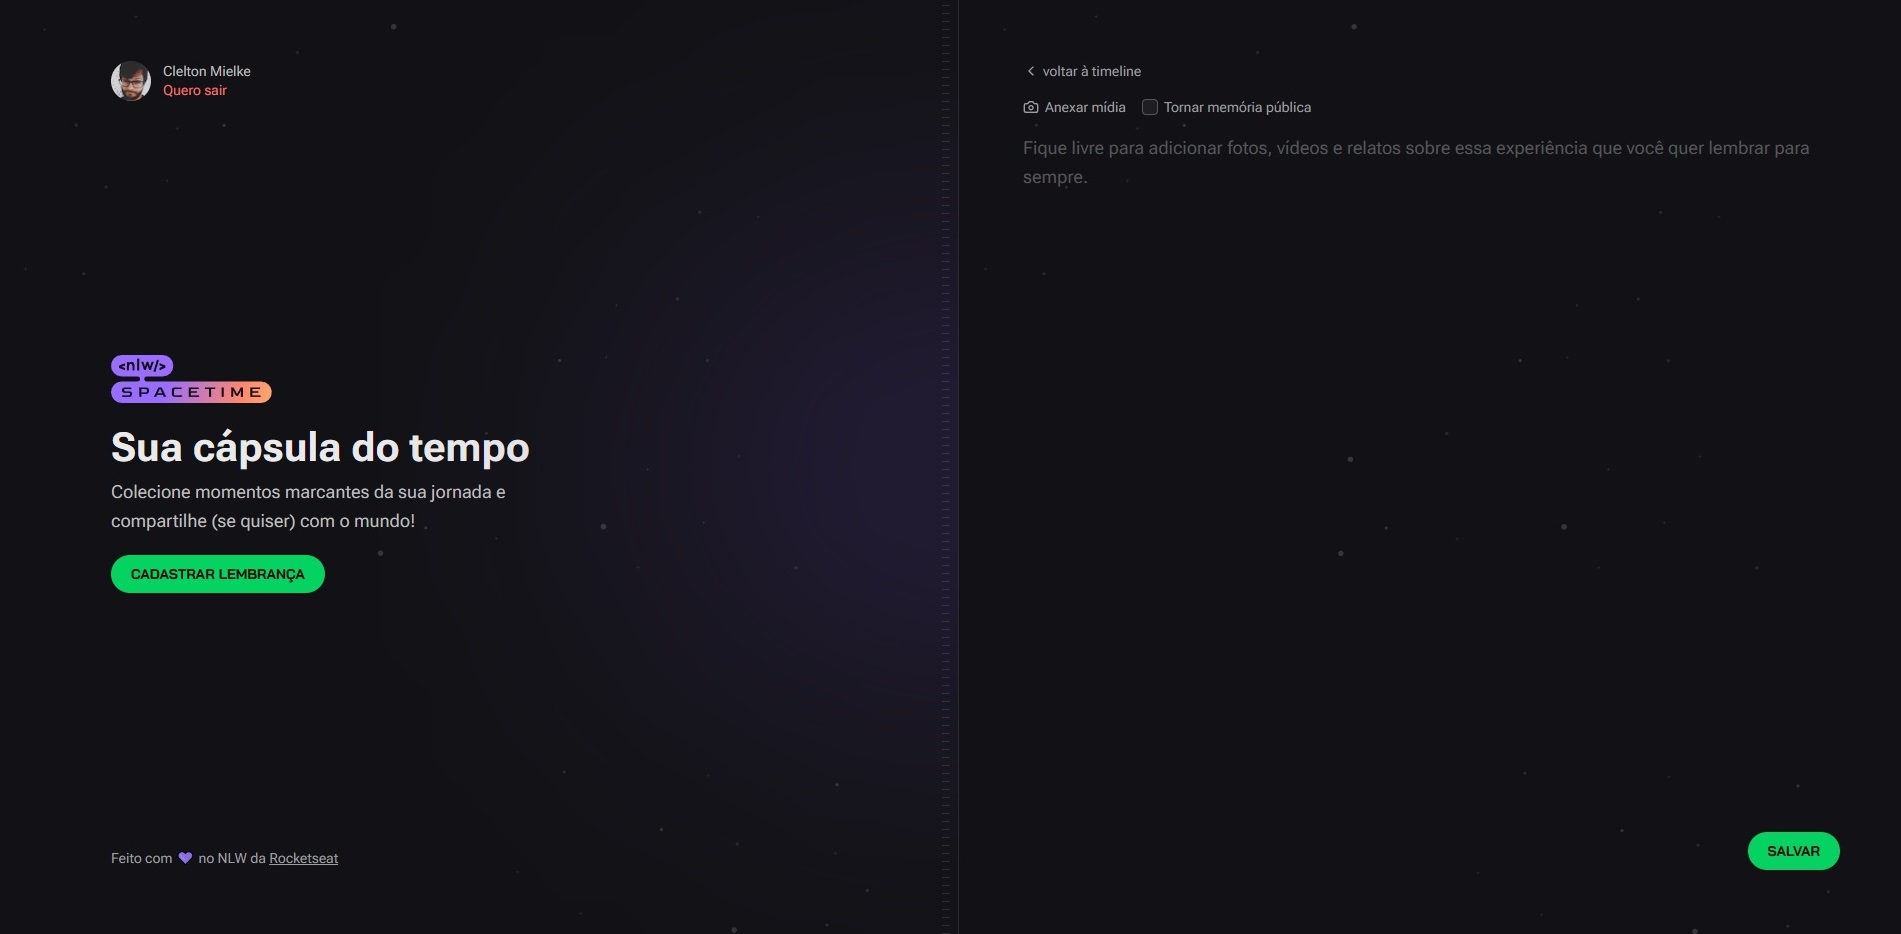 Clelton Mielke
Quero sair
<nlw/>
SPACETIME
Sua cápsula do tempo
Colecione momentos marcantes da sua jornada e
compartilhe (se quiser) com o mundo!
CADASTRAR LEMBRANÇA
Feito com 💜 no NLW da Rocketseat
voltar à timeline
Anexar mídia Tornar memória pública
Fique livre para adicionar fotos, vídeos e relatos sobre essa experiência que você quer lembrar para
sempre.
SALVAR